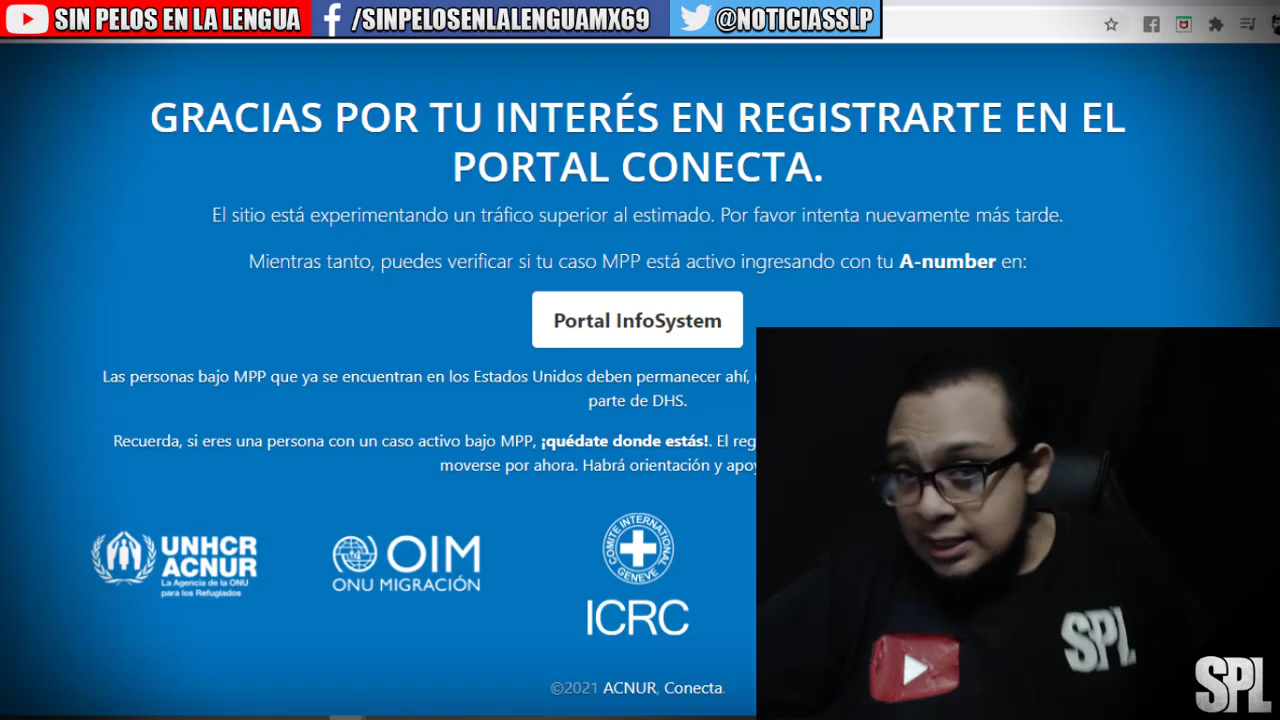 SIN PELOS EN LA LENGUA
/SINPELOSENLALENGUAMX69
@NOTICIASSLP
GRACIAS POR TU INTERÉS EN REGISTRARTE EN EL
PORTAL CONECTA.
El sitio está experimentando un tráfico superior al estimado. Por favor intenta nuevamente más tarde.
Mientras tanto, puedes verificar si tu caso MPP está activo ingresando con tu A-number en:
Portal InfoSystem
Las personas bajo MPP que ya se encuentran en los Estados Unidos deben permanecer ahí,
parte de DHS.
Recuerda, si eres una persona con un caso activo bajo MPP, ¡quédate donde estás!. El reg
moverse por ahora. Habrá orientación y apoy
UNHCR
ACNUR
La Agencia de la ONU
para los Refugiados
OIM
ONU MIGRACIÓN
COMITE INTERNATIONAL
GENEVE
ICRC
©2021 ACNUR, Conecta.
SPL
SPL